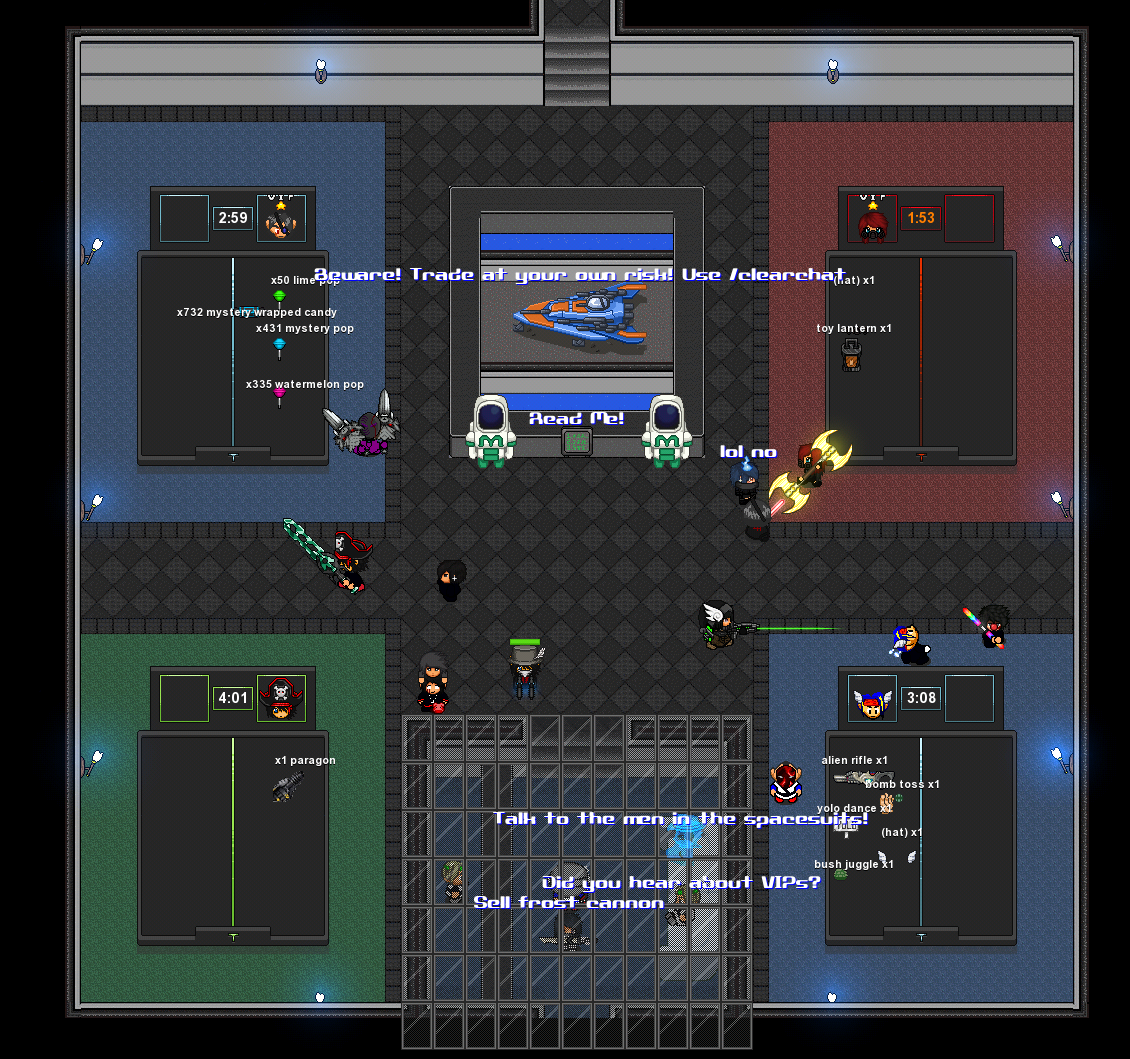 VIP
VIP
2:59
1:53
Beware! Trade at your own risk! Use /clearchat
x50 lime pop
(hat) x1
x732 mystery wrapped candy
x431 mystery pop
toy lantern x1
x335 watermelon pop
Read Me!
lol no
4:01
3:08
x1 paragon
alien rifle x1
bomb toss x1
yolo dance x1
Talk to the men in the spacesuits!
YOLO
(hat) x1
bush juggle x1
Did you hear about VIPs?
Sell frost cannon